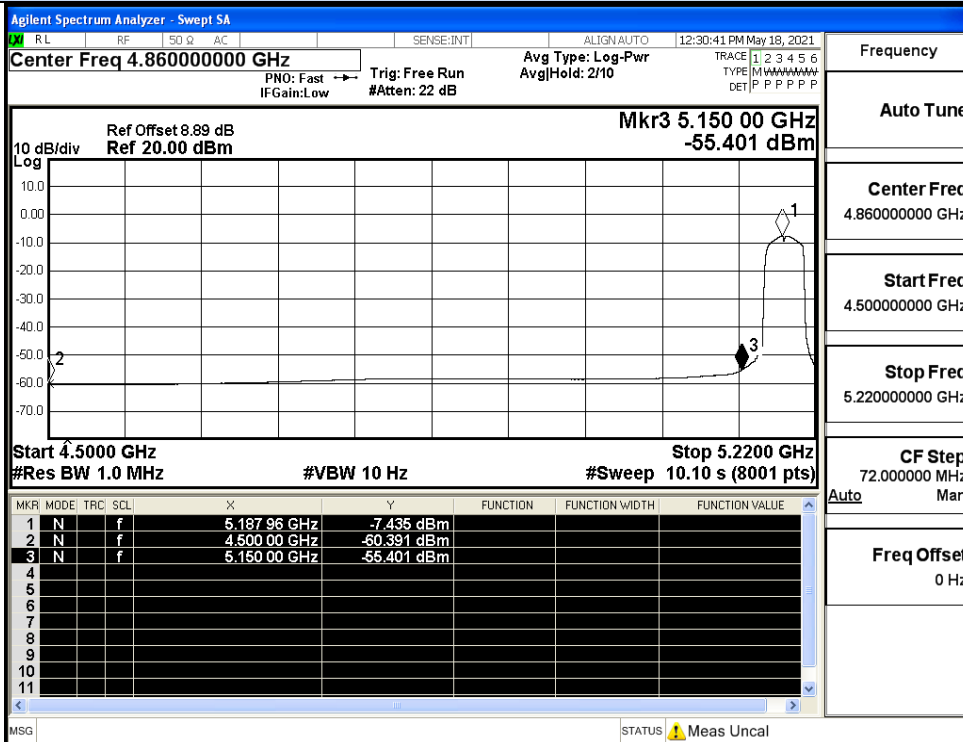 Agilent Spectrum Analyzer - Swept SA
LXI RL RF 50 Ω AC SENSE:INT ALIGN AUTO 12:30:41 PM May 18, 2021
Center Freq 4.860000000 GHz
PNO: Fast
IFGain:Low
Trig: Free Run
#Atten: 22 dB
Avg Type: Log-Pwr
Avg|Hold: 2/10
TRACE 1 2 3 4 5 6
TYPE M WWWWW
DET P P P P P P
Mkr3 5.150 00 GHz
-55.401 dBm
Ref Offset 8.89 dB
10 dB/div Ref 20.00 dBm
Log
10.0
0.00
-10.0
-20.0
-30.0
-40.0
-50.0
-60.0
-70.0
1
2
3
Start 4.5000 GHz Stop 5.2200 GHz
#Res BW 1.0 MHz #VBW 10 Hz #Sweep 10.10 s (8001 pts)
MKR MODE TRC SCL X Y FUNCTION FUNCTION WIDTH FUNCTION VALUE
1 N f 5.187 96 GHz -7.435 dBm
2 N f 4.500 00 GHz -60.391 dBm
3 N f 5.150 00 GHz -55.401 dBm
4
5
6
7
8
9
10
11
MSG STATUS Meas Uncal
Frequency
Auto Tune
Center Freq
4.860000000 GHz
Start Freq
4.500000000 GHz
Stop Freq
5.220000000 GHz
CF Step
72.000000 MHz
Auto Man
Freq Offset
0 Hz